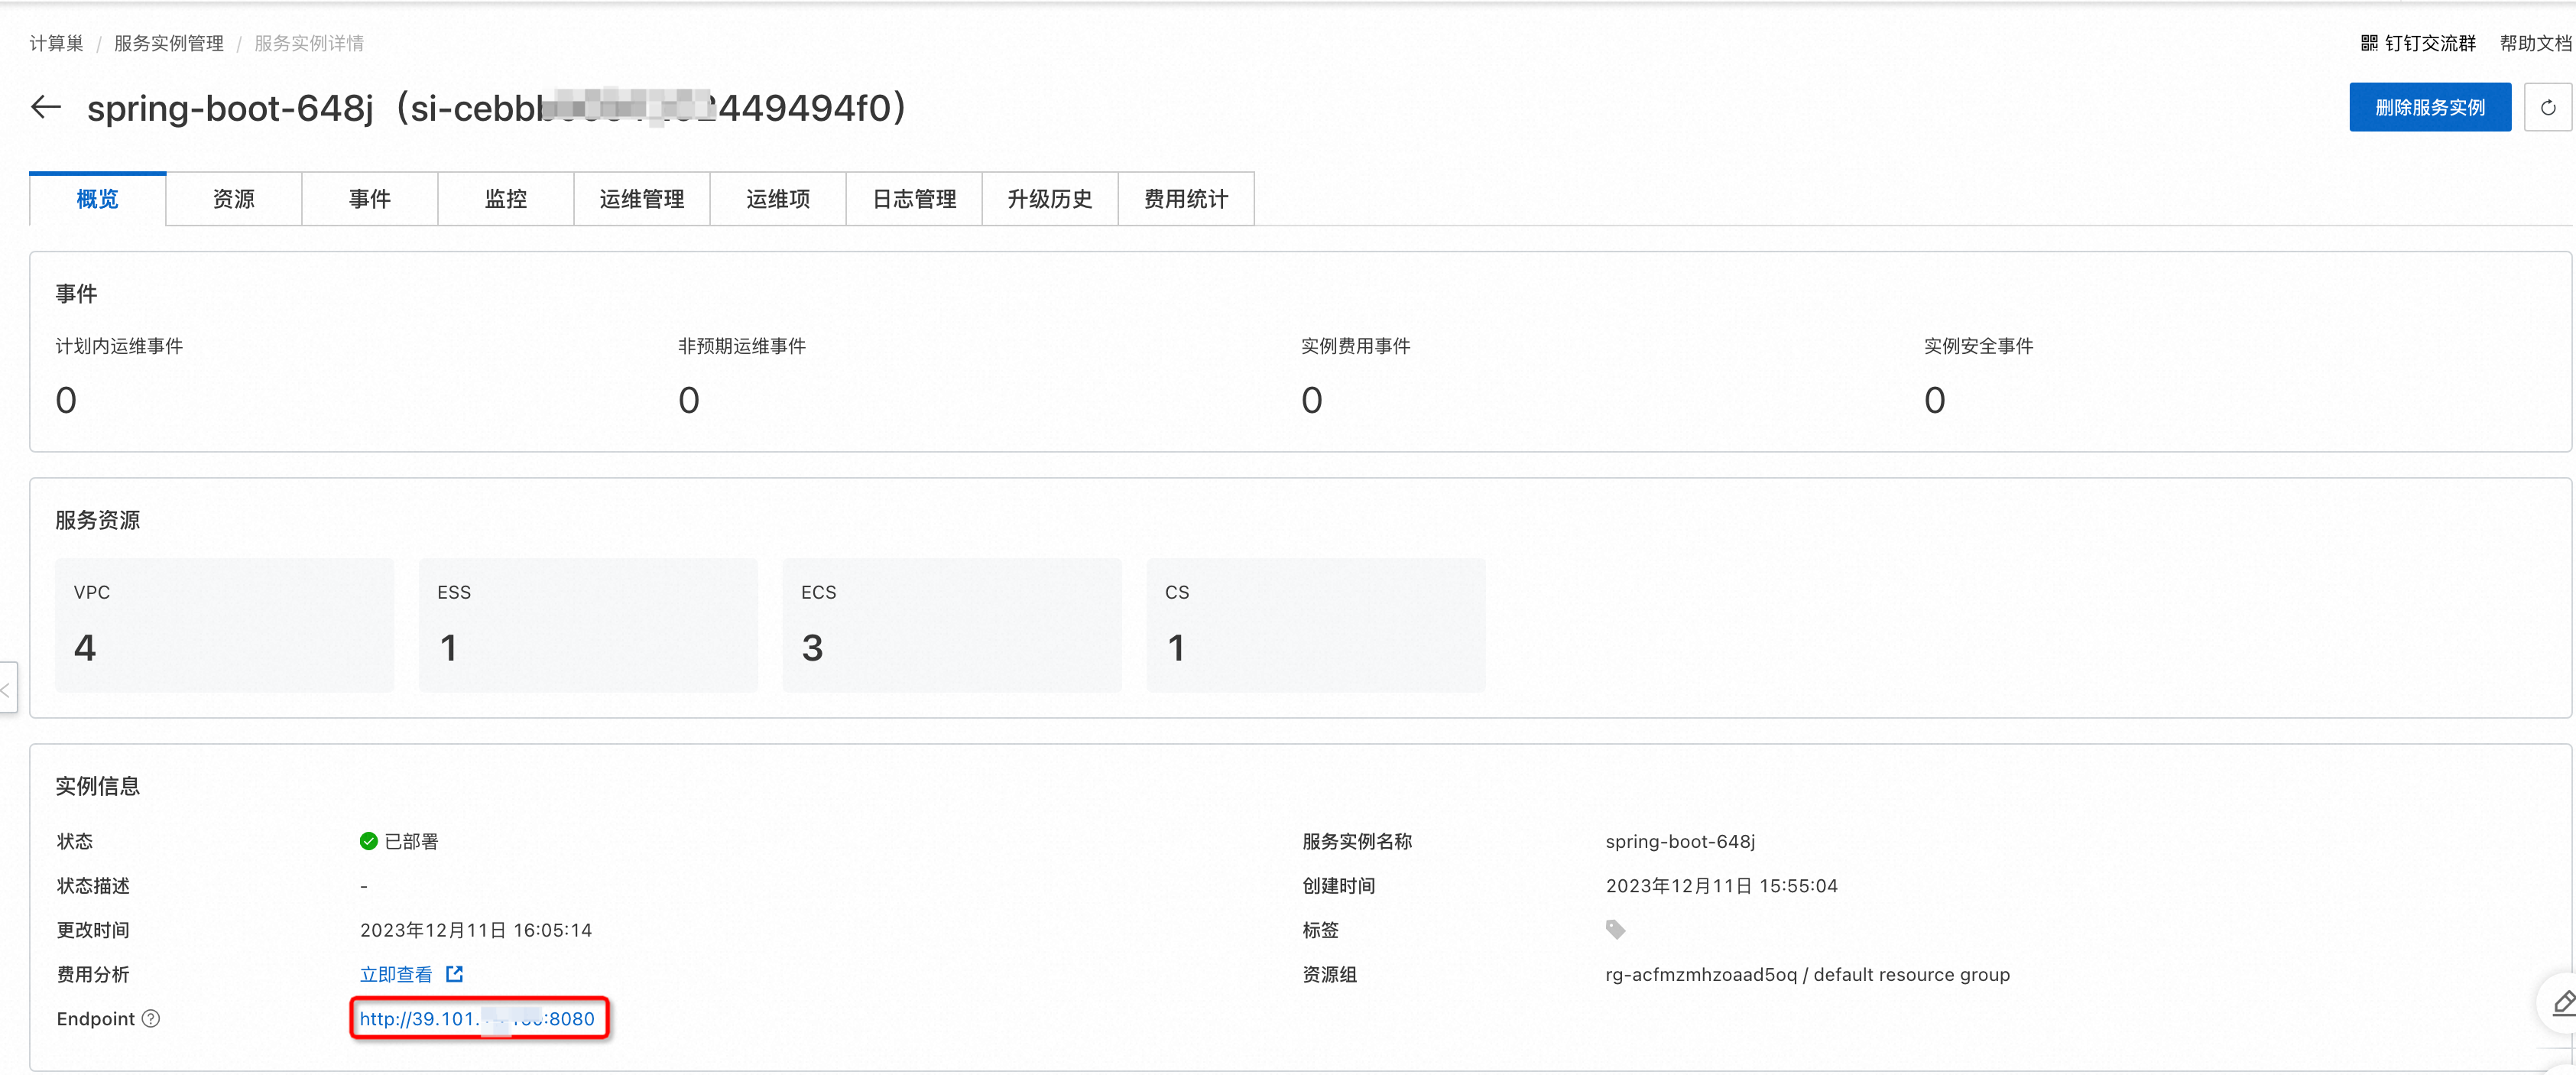 计算巢 / 服务实例管理 / 服务实例详情
钉钉交流群 帮助文档
spring-boot-648j（si-cebb 449494f0）
删除服务实例
概览 资源 事件 监控 运维管理 运维项 日志管理 升级历史 费用统计
事件
计划内运维事件 非预期运维事件 实例费用事件 实例安全事件
0 0 0 0
服务资源
VPC ESS ECS CS
4 1 3 1
实例信息
状态 已部署 服务实例名称 spring-boot-648j
状态描述 - 创建时间 2023年12月11日 15:55:04
更改时间 2023年12月11日 16:05:14 标签
费用分析 立即查看 资源组 rg-acfmzmhzoaad5oq / default resource group
Endpoint http://39.101. :8080